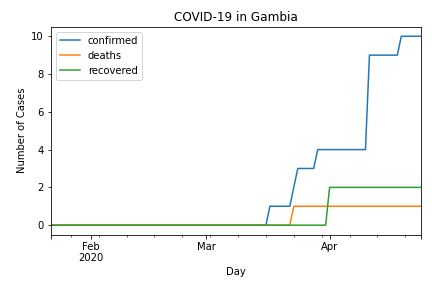 COVID-19 in Gambia
confirmed
deaths
recovered
10
8
6
4
2
0
Number of Cases
Feb
2020
Mar
Apr
Day